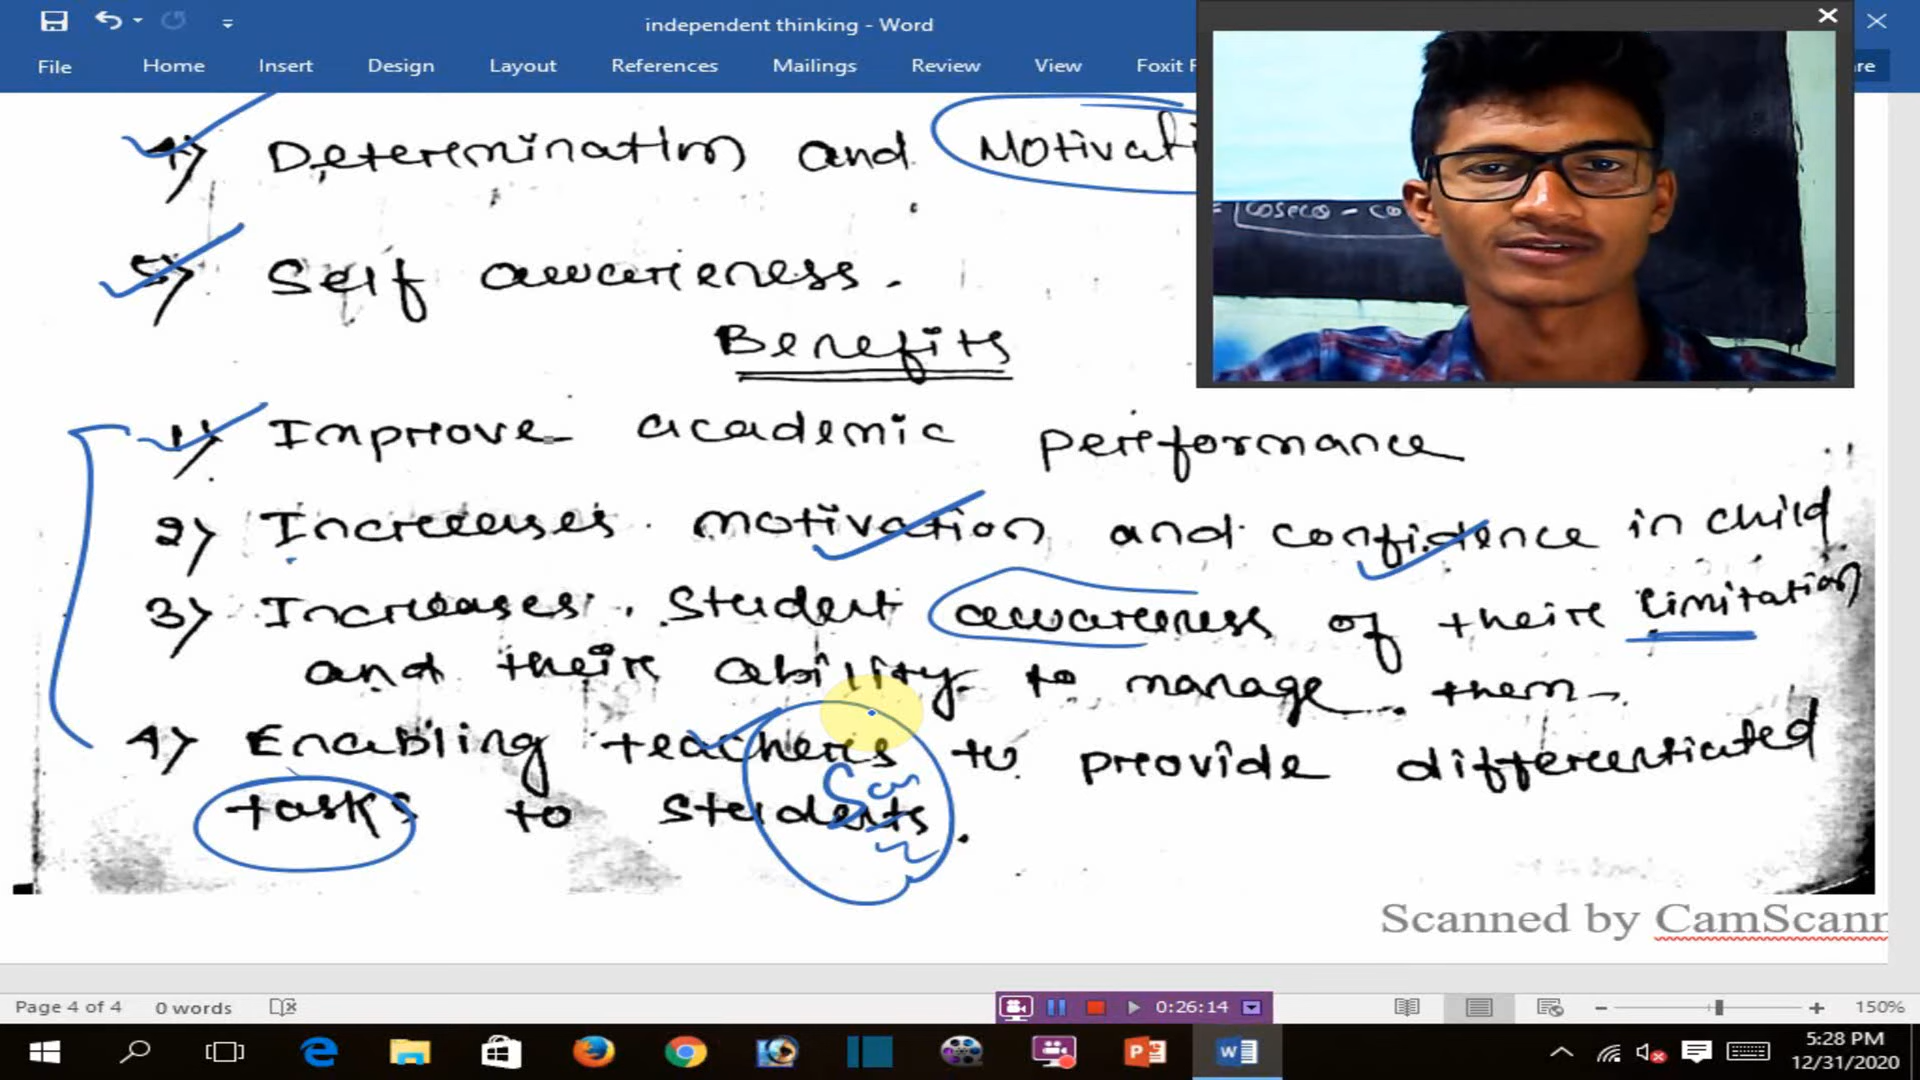 independent thinking - Word
File Home Insert Design Layout References Mailings Review View Foxit
4) Determination and Motivati
5) Self awareness.
Benefits
1) Improve academic performance
2) Increases motivation and confidence in child
3) Increases student awareness of their limitation
and their ability to manage them
4) Enabling teachers to provide differentiated
tasks to students.
Scanned by CamScann
Page 4 of 4 0 words 0:26:14 150%
5:28 PM
12/31/2020